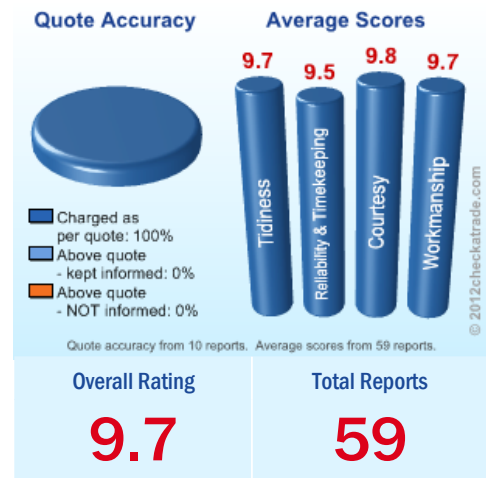 Quote Accuracy
Average Scores
9.7
9.5
9.8
9.7
Tidiness
Reliability & Timekeeping
Courtesy
Workmanship
Charged as
per quote: 100%
Above quote
- kept informed: 0%
Above quote
- NOT informed: 0%
© 2012checkatrade.com
Quote accuracy from 10 reports. Average scores from 59 reports.
Overall Rating
9.7
Total Reports
59